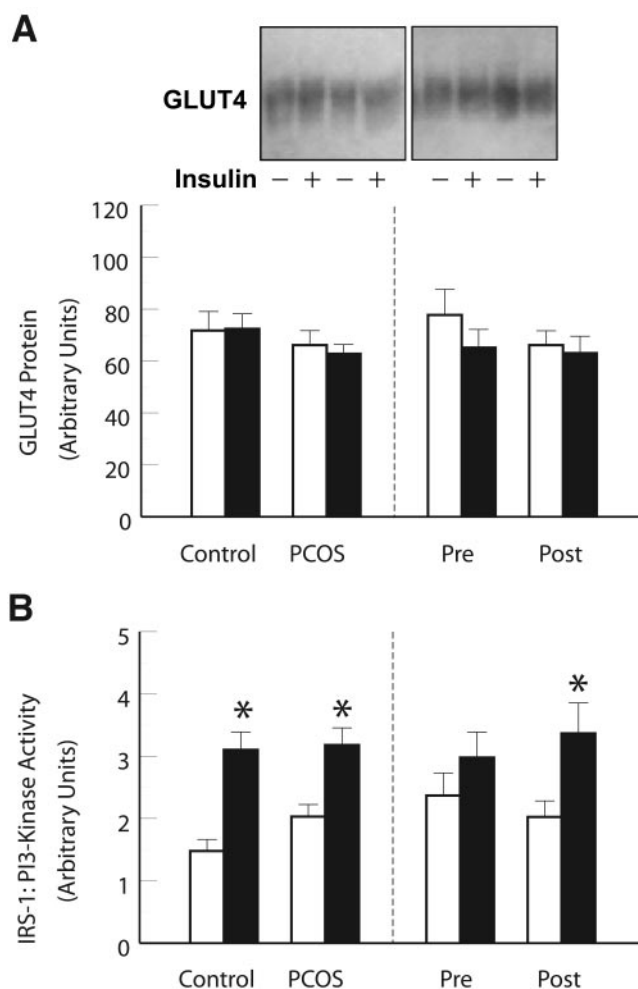 A
GLUT4
Insulin − + − + − + − +
120
100
80
60
40
20
0
GLUT4 Protein
(Arbitrary Units)
Control PCOS Pre Post
B
5
4
3
2
1
0
IRS-1: PI3-Kinase Activity
(Arbitrary Units)
* * *
Control PCOS Pre Post